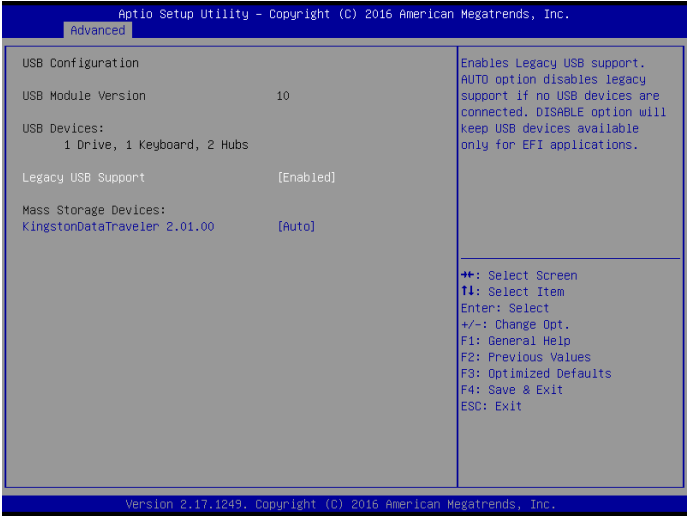 Aptio Setup Utility – Copyright (C) 2016 American Megatrends, Inc.
Advanced
USB Configuration
USB Module Version 10
USB Devices:
1 Drive, 1 Keyboard, 2 Hubs
Legacy USB Support [Enabled]
Mass Storage Devices:
KingstonDataTraveler 2.01.00 [Auto]
Enables Legacy USB support.
AUTO option disables legacy
support if no USB devices are
connected. DISABLE option will
keep USB devices available
only for EFI applications.
→←: Select Screen
↑↓: Select Item
Enter: Select
+/-: Change Opt.
F1: General Help
F2: Previous Values
F3: Optimized Defaults
F4: Save & Exit
ESC: Exit
Version 2.17.1249. Copyright (C) 2016 American Megatrends, Inc.